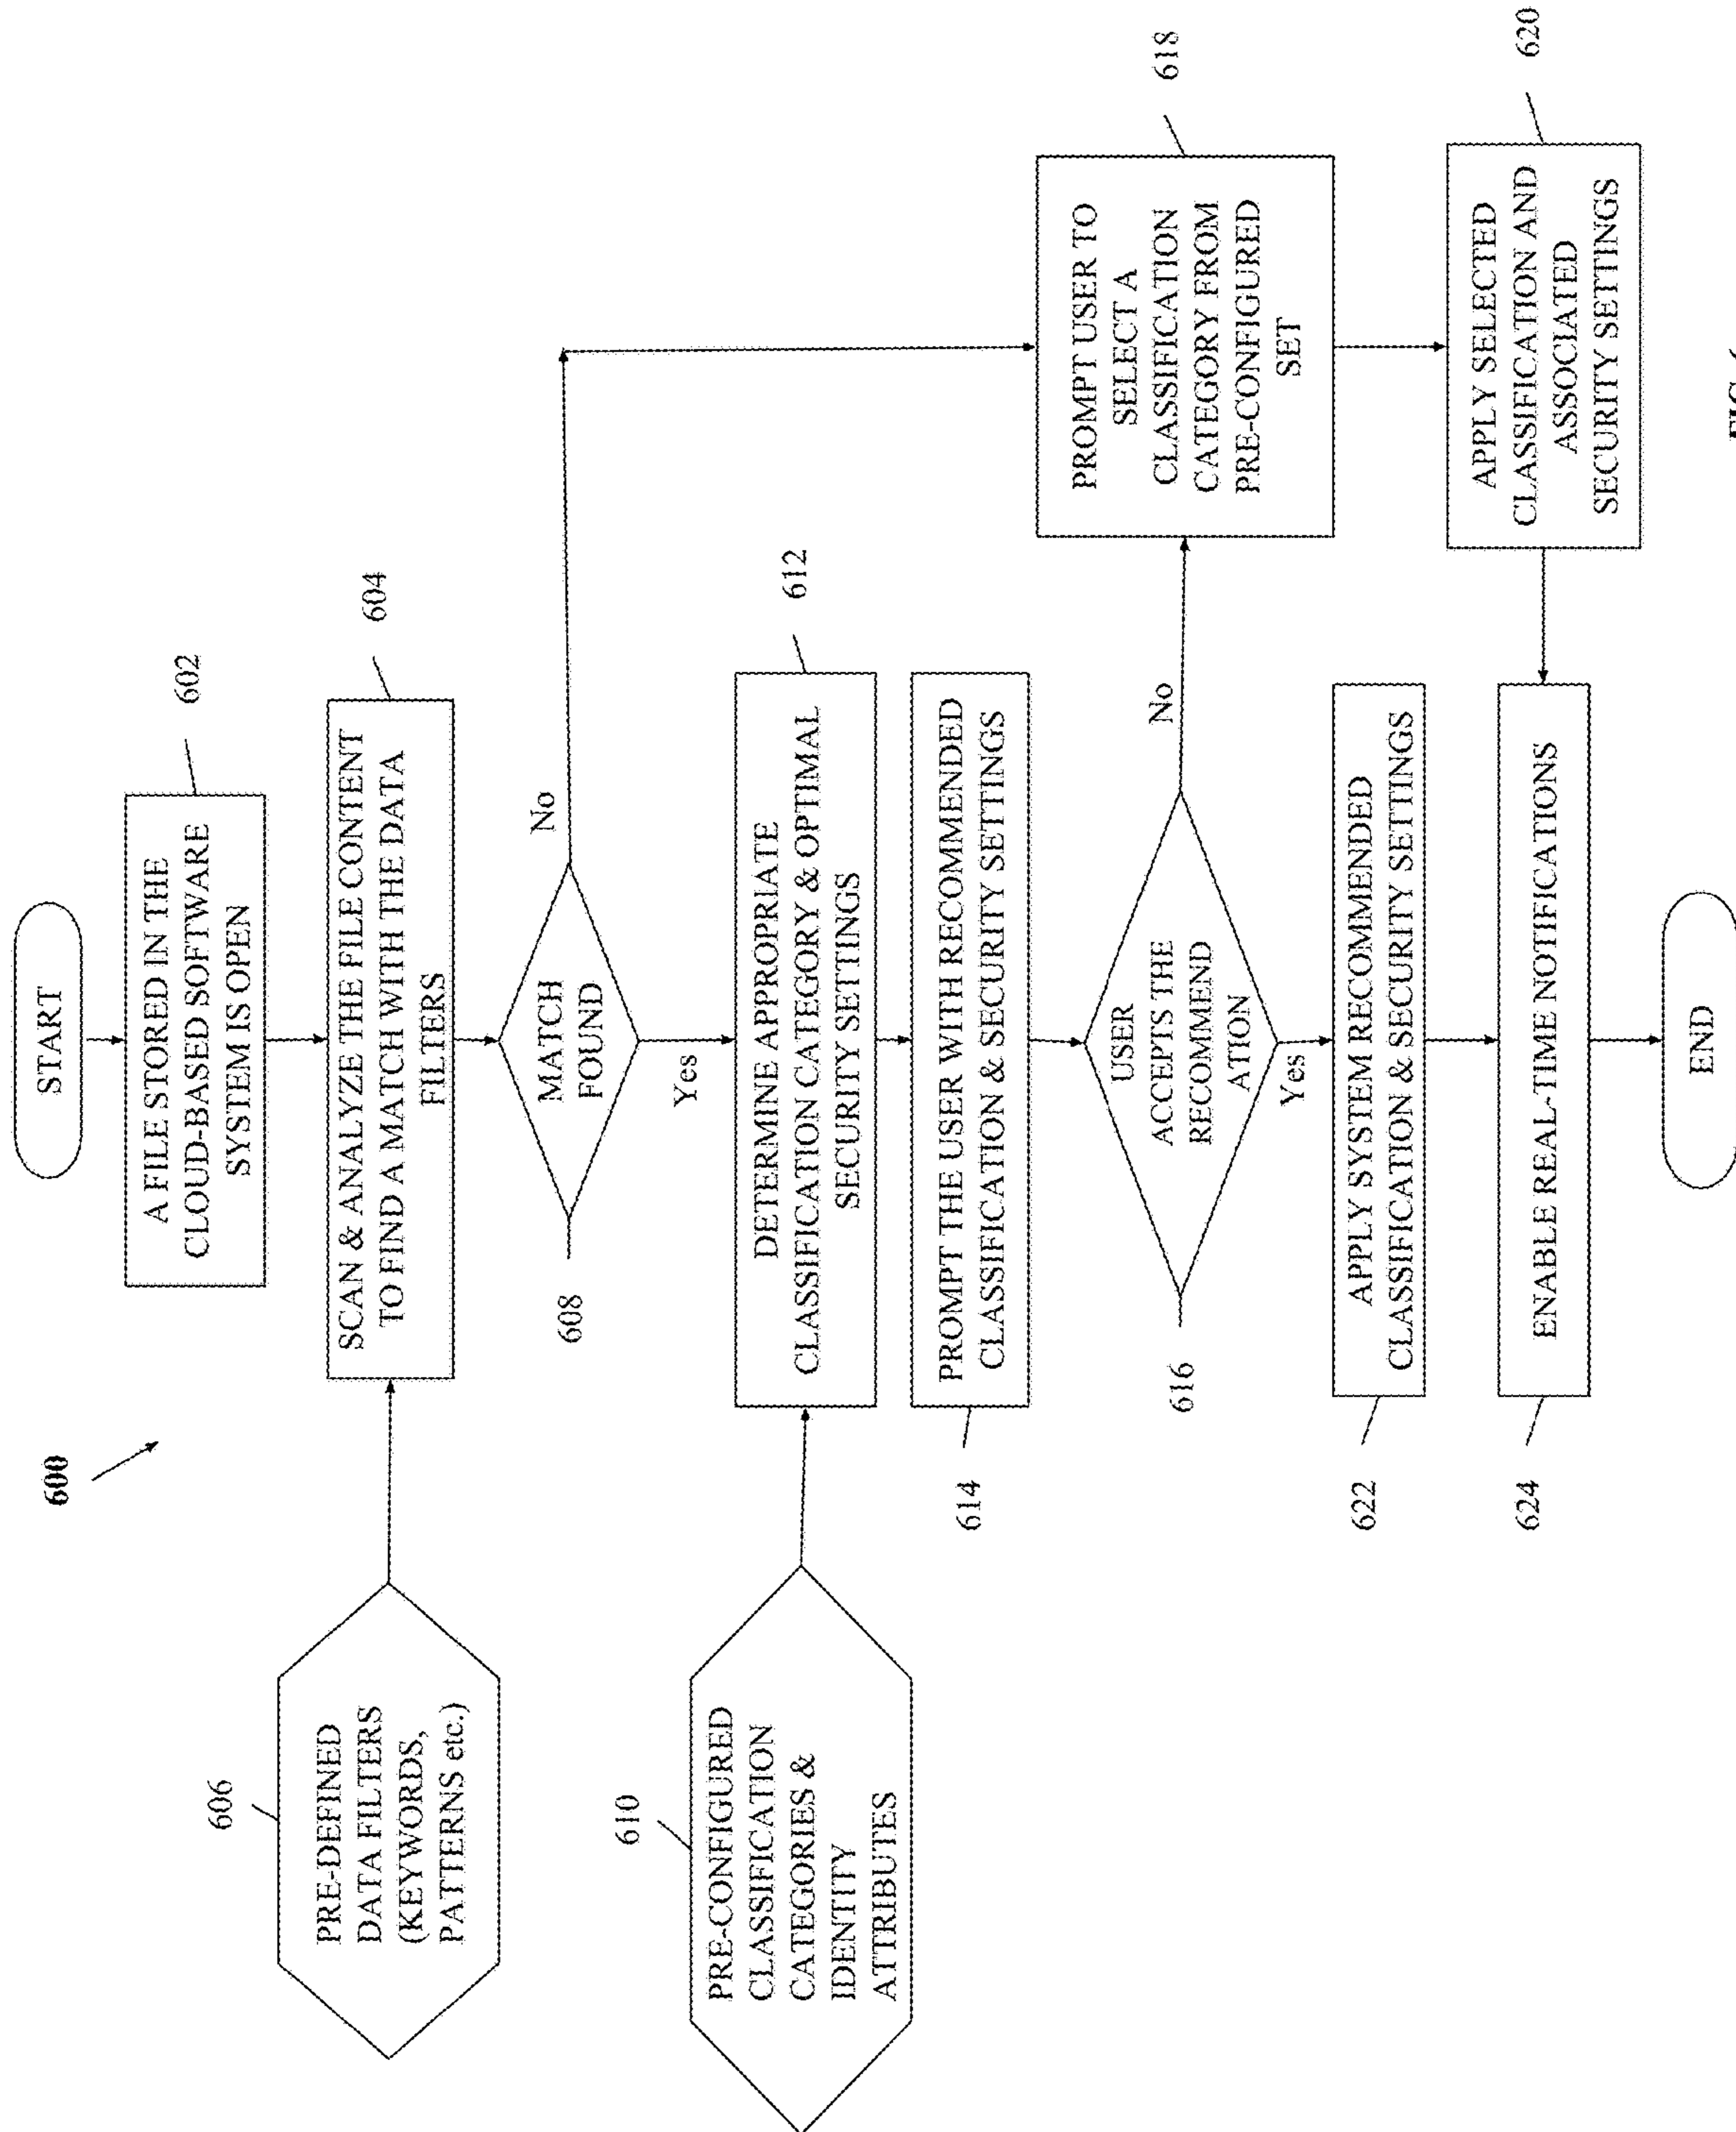 600
START
A FILE STORED IN THE
CLOUD-BASED SOFTWARE
SYSTEM IS OPEN
602
606
PRE-DEFINED
DATA FILTERS
(KEYWORDS,
PATTERNS etc.)
SCAN & ANALYZE THE FILE CONTENT
TO FIND A MATCH WITH THE DATA
FILTERS
604
608
MATCH
FOUND
No
Yes
610
PRE-CONFIGURED
CLASSIFICATION
CATEGORIES &
IDENTITY
ATTRIBUTES
DETERMINE APPROPRIATE
CLASSIFICATION CATEGORY & OPTIMAL
SECURITY SETTINGS
612
614
PROMPT THE USER WITH RECOMMENDED
CLASSIFICATION & SECURITY SETTINGS
616
USER
ACCEPTS THE
RECOMMEND
ATION
No
Yes
PROMPT USER TO
SELECT A
CLASSIFICATION
CATEGORY FROM
PRE-CONFIGURED
SET
618
622
APPLY SYSTEM RECOMMENDED
CLASSIFICATION & SECURITY SETTINGS
APPLY SELECTED
CLASSIFICATION AND
ASSOCIATED
SECURITY SETTINGS
620
624
ENABLE REAL-TIME NOTIFICATIONS
END